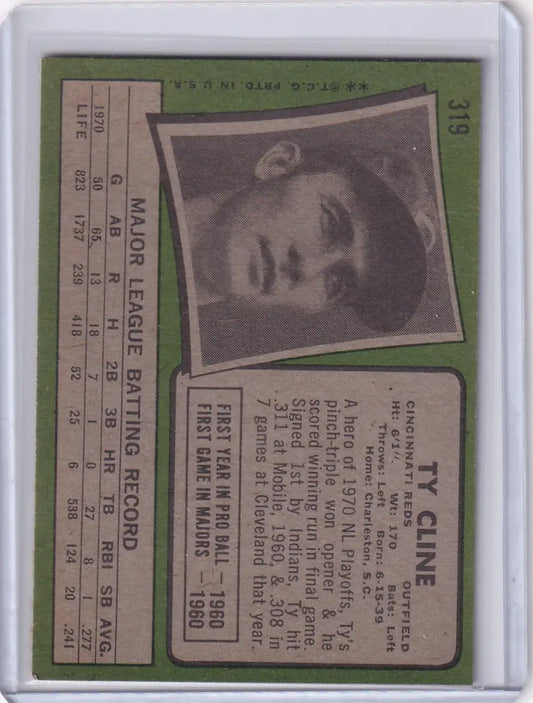 319
TY CLINE
CINCINNATI REDS OUTFIELD
Ht: 6'1". Wt: 170 Bats: Left
Throws: Left Born: 6-15-39
Home: Charleston, S.C.
A hero of 1970 NL Playoffs, Ty's
pinch-triple won opener & he
scored winning run in final game.
Signed 1st by Indians, Ty hit
.311 at Mobile, 1960, & .308 in
7 games at Cleveland that year.
FIRST YEAR IN PRO BALL — 1960
FIRST GAME IN MAJORS — 1960
MAJOR LEAGUE BATTING RECORD
G AB R H 2B 3B HR TB RBI SB AVG.
1970 50 65 13 18 7 1 0 27 8 1 .277
LIFE 823 1737 239 418 52 25 6 538 124 20 .241
**©T.C.G. PRTD. IN U.S.A.